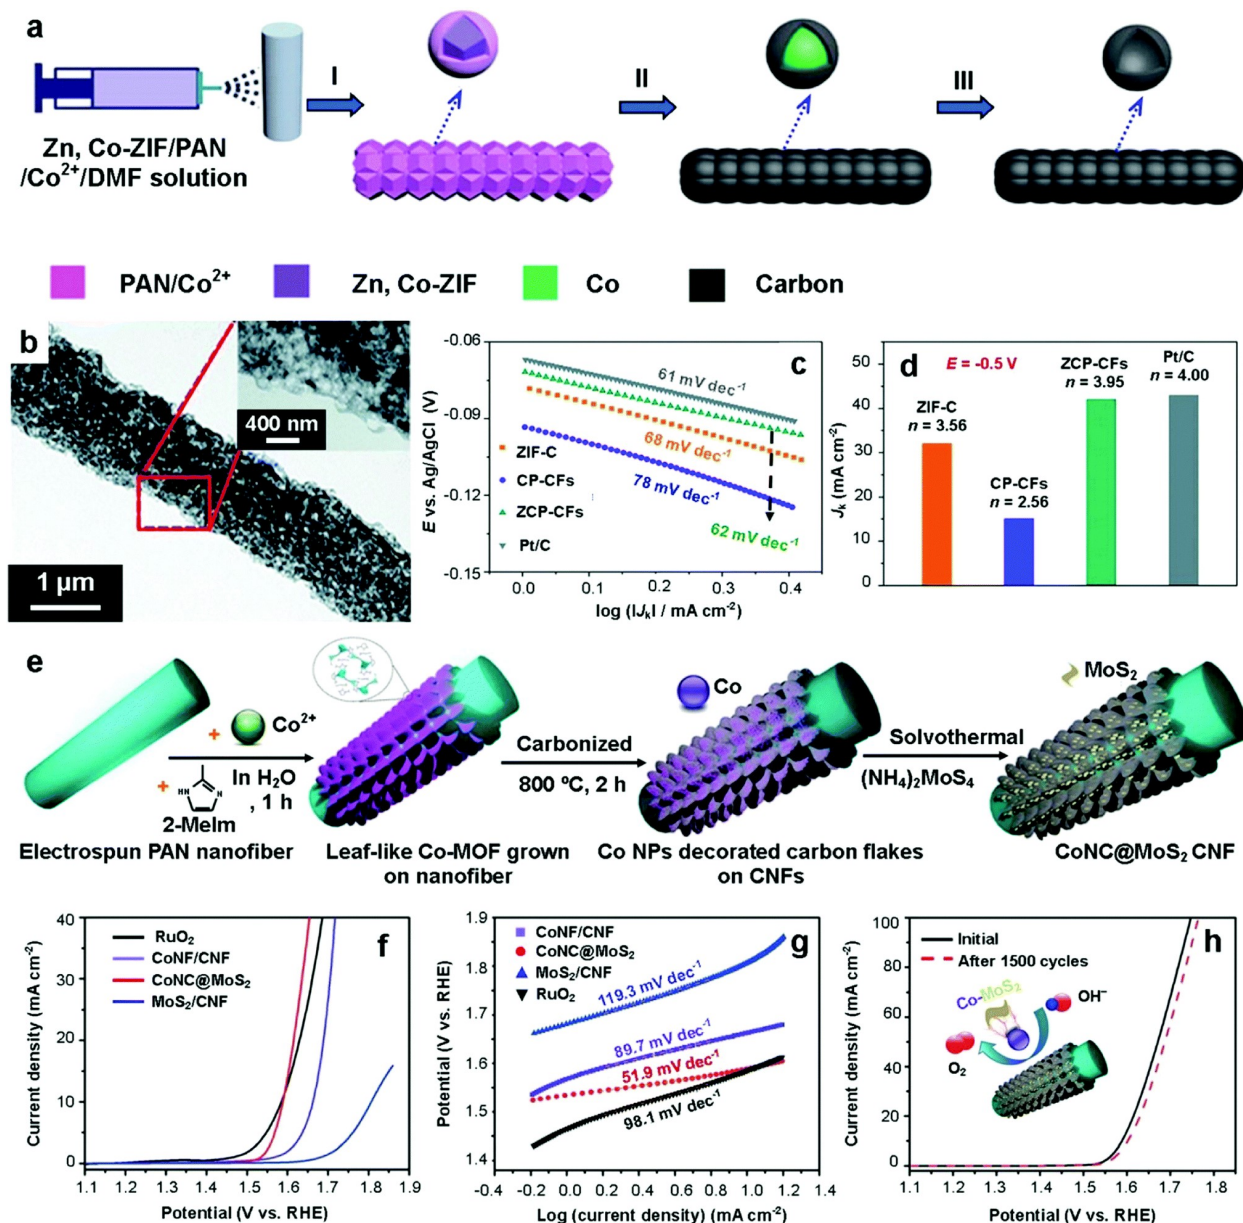 a
I
II
III
Zn, Co-ZIF/PAN
/Co²⁺/DMF solution
PAN/Co²⁺
Zn, Co-ZIF
Co
Carbon
b
400 nm
1 µm
c
-0.06
-0.09
-0.12
-0.15
E vs. Ag/AgCl (V)
61 mV dec⁻¹
68 mV dec⁻¹
78 mV dec⁻¹
62 mV dec⁻¹
ZIF-C
CP-CFs
ZCP-CFs
Pt/C
0.0 0.1 0.2 0.3 0.4
log (|Jₖ| / mA cm⁻²)
d
E = -0.5 V
50
40
30
20
10
0
Jₖ (mA cm⁻²)
ZIF-C
n = 3.56
CP-CFs
n = 2.56
ZCP-CFs
n = 3.95
Pt/C
n = 4.00
e
+ Co²⁺
In H₂O
, 1 h
+
HN N
2-MeIm
Electrospun PAN nanofiber
Leaf-like Co-MOF grown
on nanofiber
Carbonized
800 ºC, 2 h
Co
Co NPs decorated carbon flakes
on CNFs
Solvothermal
(NH₄)₂MoS₄
MoS₂
CoNC@MoS₂ CNF
f
40
30
20
10
0
Current density (mA cm⁻²)
RuO₂
CoNF/CNF
CoNC@MoS₂
MoS₂/CNF
1.1 1.2 1.3 1.4 1.5 1.6 1.7 1.8 1.9
Potential (V vs. RHE)
g
1.9
1.8
1.7
1.6
1.5
1.4
Potential (V vs. RHE)
CoNF/CNF
CoNC@MoS₂
MoS₂/CNF
RuO₂
119.3 mV dec⁻¹
89.7 mV dec⁻¹
51.9 mV dec⁻¹
98.1 mV dec⁻¹
-0.4 -0.2 0.0 0.2 0.4 0.6 0.8 1.0 1.2 1.4
Log (current density) (mA cm⁻²)
h
100
80
60
40
20
0
Current density (mA cm⁻²)
Initial
After 1500 cycles
Co-MoS₂
OH⁻
O₂
1.1 1.2 1.3 1.4 1.5 1.6 1.7 1.8
Potential (V vs. RHE)